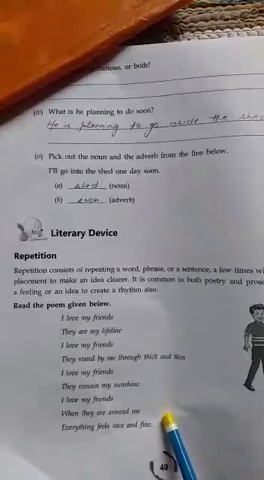 curious, or both?
(iv) What is he planning to do soon?
He is planning to go inside the shed
(v) Pick out the noun and the adverb from the line below.
I'll go into the shed one day soon.
(a) shed (noun)
(b) soon (adverb)
Literary Device
Repetition
Repetition consists of repeating a word, phrase, or a sentence, a few times wi
placement to make an idea clearer. It is common in both poetry and prose
a feeling or an idea to create a rhythm also.
Read the poem given below.
I love my friends
They are my lifeline
I love my friends
They stand by me through thick and thin
I love my friends
They remain my sunshine.
I love my friends
When they are around me
Everything feels nice and fine.
40